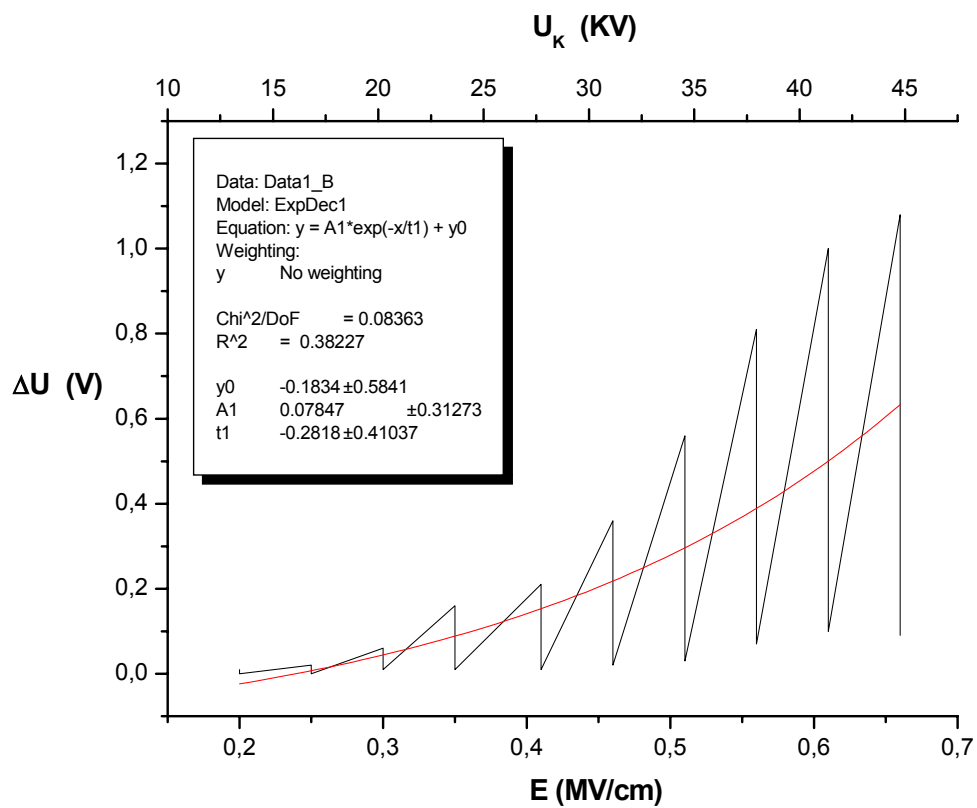 U_K (KV)
10 15 20 25 30 35 40 45
1,2
1,0
0,8
0,6
0,4
0,2
0,0
ΔU (V)
Data: Data1_B
Model: ExpDec1
Equation: y = A1*exp(-x/t1) + y0
Weighting:
y No weighting
Chi^2/DoF = 0.08363
R^2 = 0.38227
y0 -0.1834 ±0.5841
A1 0.07847 ±0.31273
t1 -0.2818 ±0.41037
0,2 0,3 0,4 0,5 0,6 0,7
E (MV/cm)